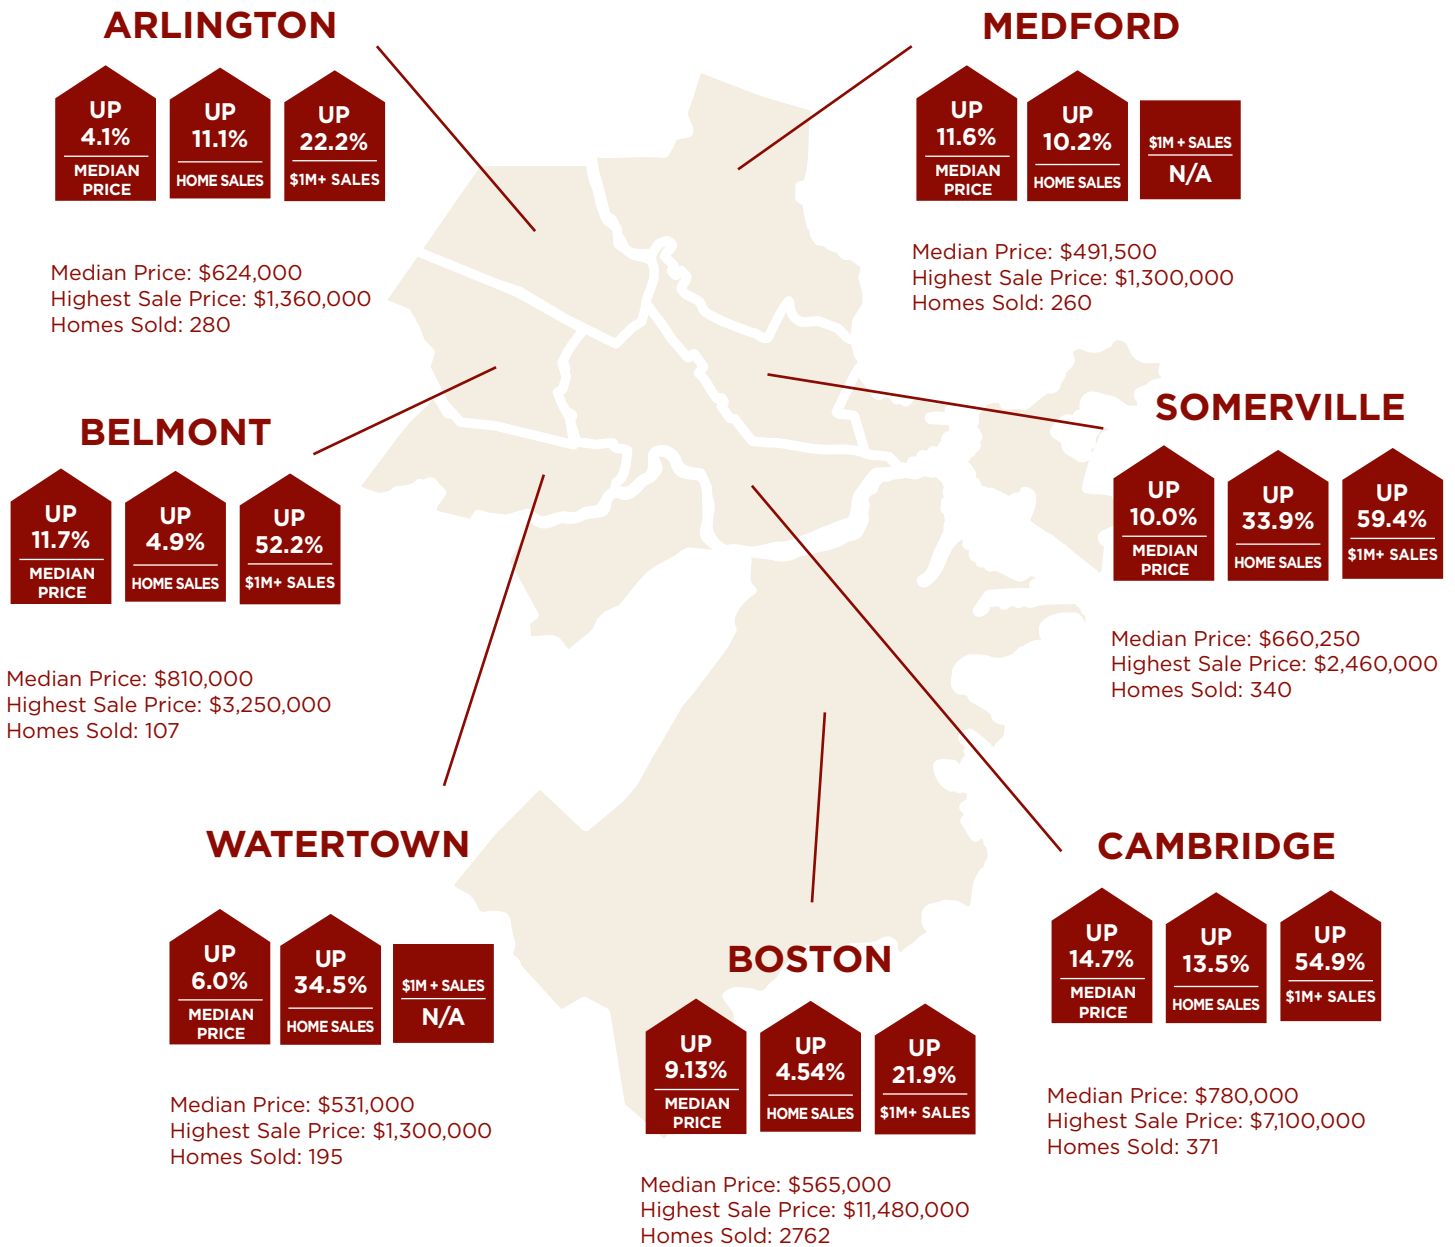 ARLINGTON
UP
4.1%
MEDIAN
PRICE
UP
11.1%
HOME SALES
UP
22.2%
$1M+ SALES
Median Price: $624,000
Highest Sale Price: $1,360,000
Homes Sold: 280
MEDFORD
UP
11.6%
MEDIAN
PRICE
UP
10.2%
HOME SALES
$1M + SALES
N/A
Median Price: $491,500
Highest Sale Price: $1,300,000
Homes Sold: 260
BELMONT
UP
11.7%
MEDIAN
PRICE
UP
4.9%
HOME SALES
UP
52.2%
$1M+ SALES
Median Price: $810,000
Highest Sale Price: $3,250,000
Homes Sold: 107
SOMERVILLE
UP
10.0%
MEDIAN
PRICE
UP
33.9%
HOME SALES
UP
59.4%
$1M+ SALES
Median Price: $660,250
Highest Sale Price: $2,460,000
Homes Sold: 340
WATERTOWN
UP
6.0%
MEDIAN
PRICE
UP
34.5%
HOME SALES
$1M + SALES
N/A
Median Price: $531,000
Highest Sale Price: $1,300,000
Homes Sold: 195
BOSTON
UP
9.13%
MEDIAN
PRICE
UP
4.54%
HOME SALES
UP
21.9%
$1M+ SALES
Median Price: $565,000
Highest Sale Price: $11,480,000
Homes Sold: 2762
CAMBRIDGE
UP
14.7%
MEDIAN
PRICE
UP
13.5%
HOME SALES
UP
54.9%
$1M+ SALES
Median Price: $780,000
Highest Sale Price: $7,100,000
Homes Sold: 371